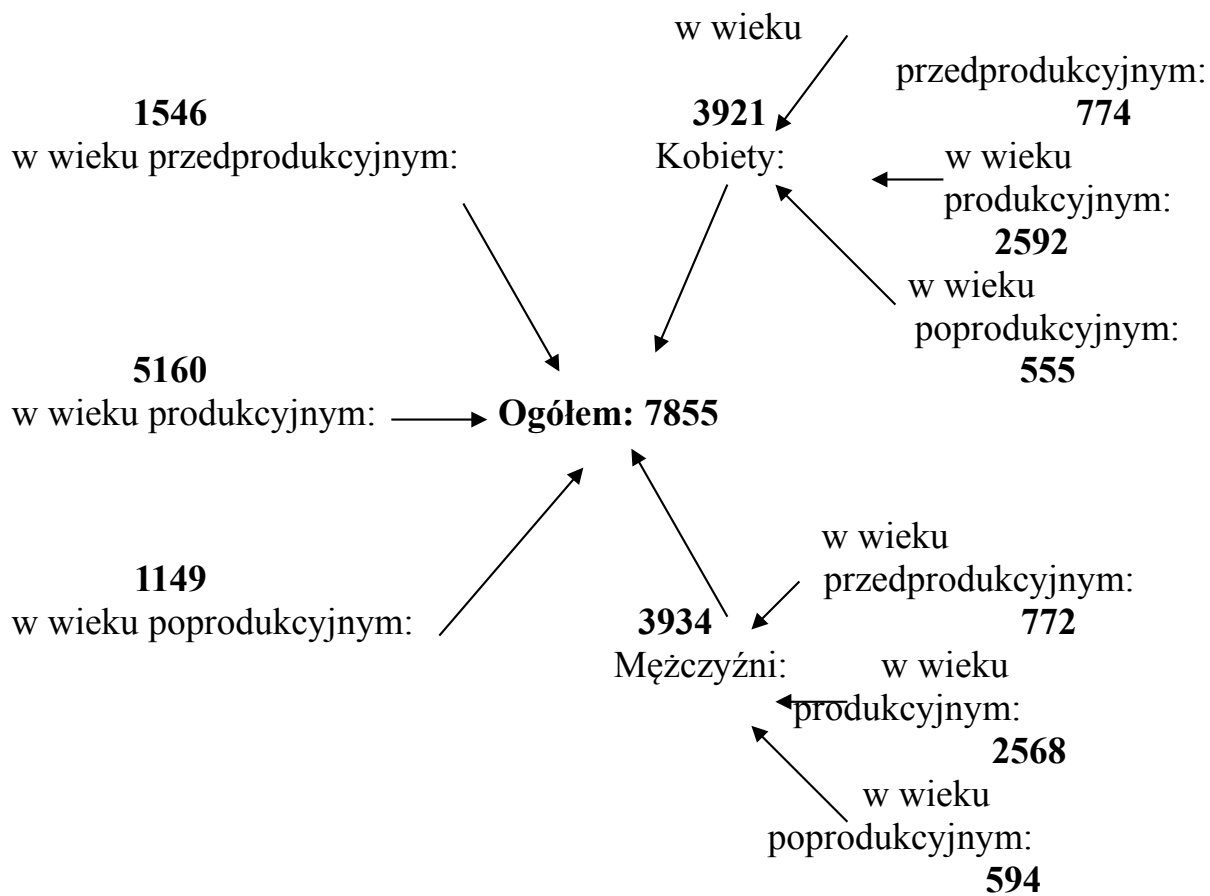 1546
w wieku przedprodukcyjnym:
5160
w wieku produkcyjnym:
1149
w wieku poprodukcyjnym:
Ogółem: 7855
3921
Kobiety:
w wieku
przedprodukcyjnym:
774
w wieku
produkcyjnym:
2592
w wieku
poprodukcyjnym:
555
3934
Mężczyźni:
w wieku
przedprodukcyjnym:
772
w wieku
produkcyjnym:
2568
w wieku
poprodukcyjnym:
594